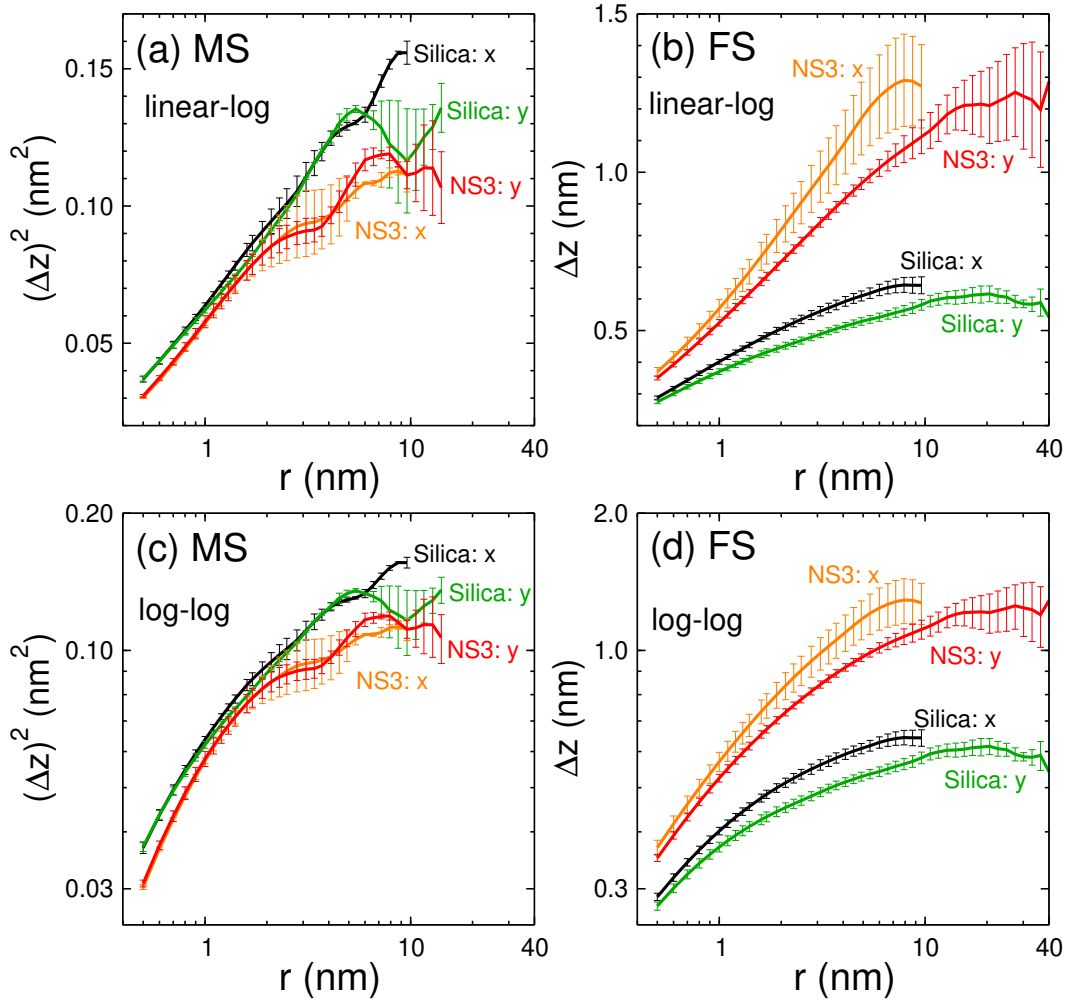 (a) MS
linear-log
Silica: x
Silica: y
NS3: y
NS3: x
0.15
0.10
0.05
(Δz)² (nm²)
1
10
40
r (nm)
(b) FS
linear-log
NS3: x
NS3: y
Silica: x
Silica: y
1.5
1.0
0.5
Δz (nm)
1
10
40
r (nm)
(c) MS
log-log
Silica: x
Silica: y
NS3: y
NS3: x
0.20
0.10
0.03
(Δz)² (nm²)
1
10
40
r (nm)
(d) FS
log-log
NS3: x
NS3: y
Silica: x
Silica: y
2.0
1.0
0.3
Δz (nm)
1
10
40
r (nm)